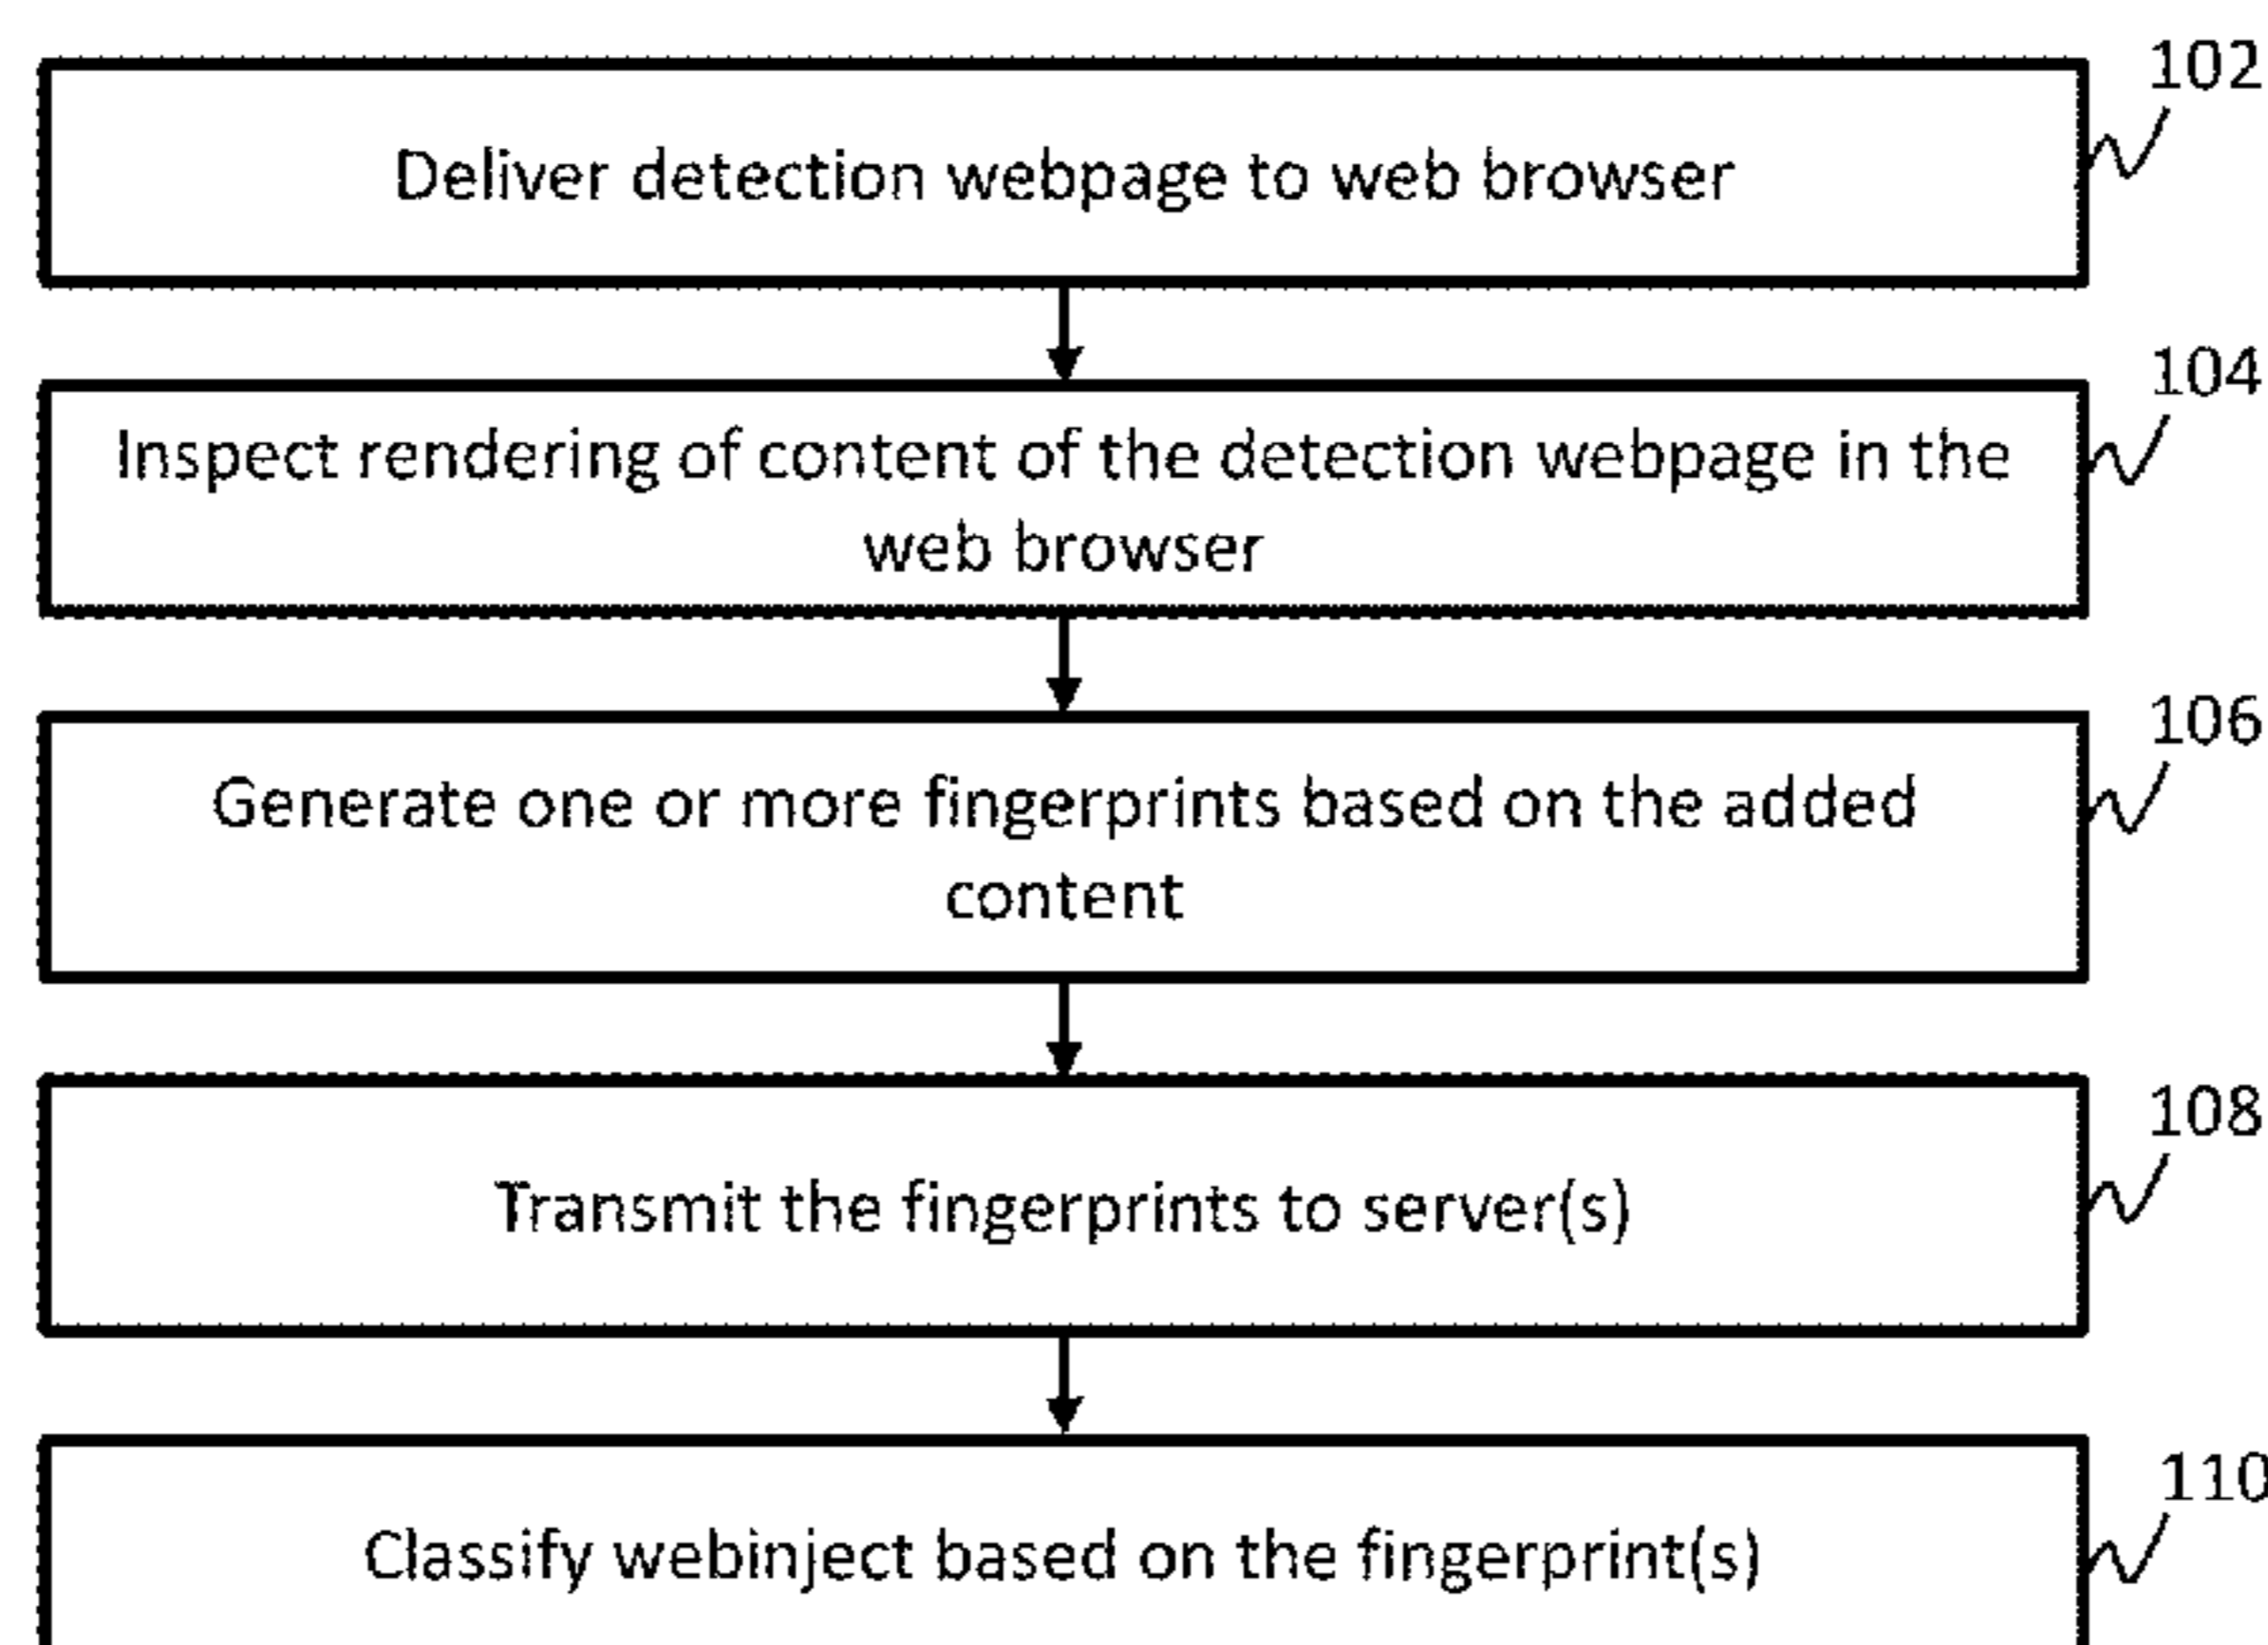 102
Deliver detection webpage to web browser
104
Inspect rendering of content of the detection webpage in the
web browser
106
Generate one or more fingerprints based on the added
content
108
Transmit the fingerprints to server(s)
110
Classify webinject based on the fingerprint(s)